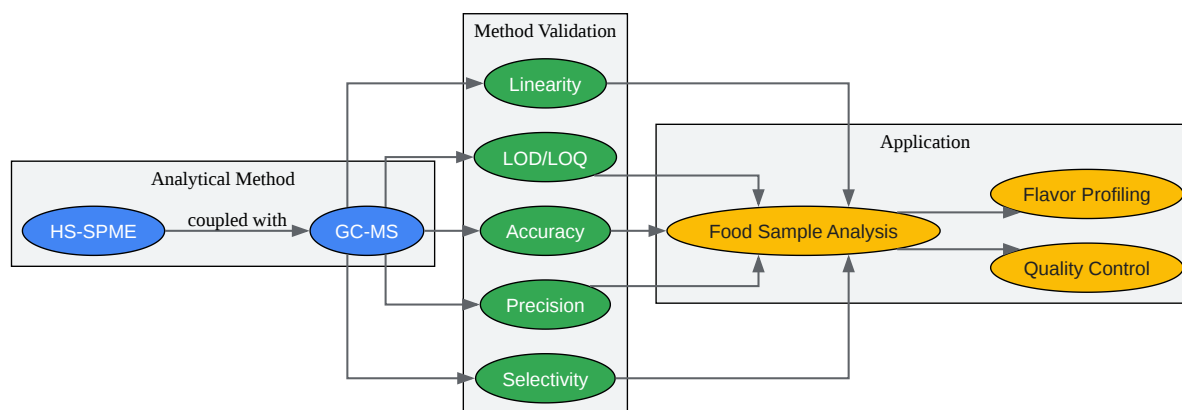 Analytical Method
HS-SPME
coupled with
GC-MS
Method Validation
Linearity
LOD/LOQ
Accuracy
Precision
Selectivity
Application
Food Sample Analysis
Flavor Profiling
Quality Control